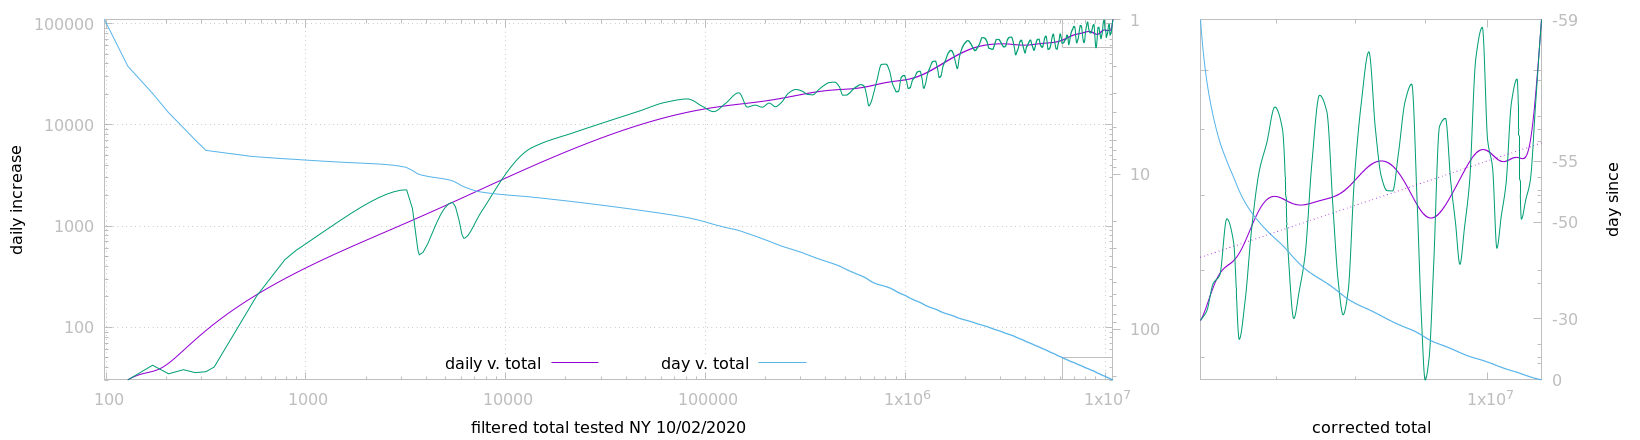 100000
10000
1000
100
daily increase
100
1000
10000
100000
1x10^6
1x10^7
1
10
100
daily v. total
day v. total
filtered total tested NY 10/02/2020
-59
-55
-50
-30
0
day since
1x10^7
corrected total